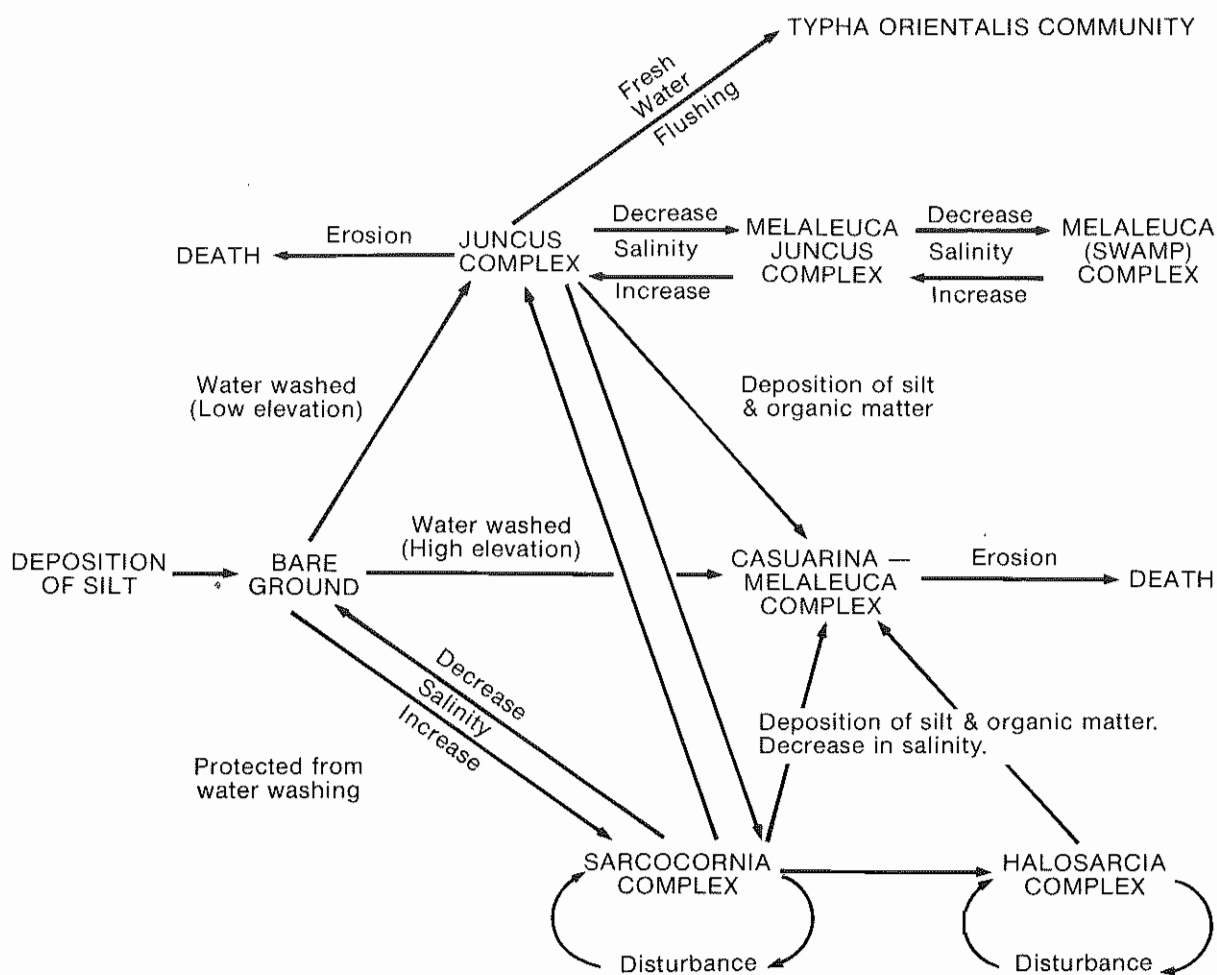 TYPHA ORIENTALIS COMMUNITY
Fresh
Water
Flushing
DEATH
Erosion
JUNCUS
COMPLEX
Decrease
Salinity
Increase
MELALEUCA
JUNCUS
COMPLEX
Decrease
Salinity
Increase
MELALEUCA
(SWAMP)
COMPLEX
Water washed
(Low elevation)
Deposition of silt
& organic matter
DEPOSITION
OF SILT
BARE
GROUND
Water washed
(High elevation)
CASUARINA —
MELALEUCA
COMPLEX
Erosion
DEATH
Decrease
Salinity
Increase
Protected from
water washing
Deposition of silt & organic matter.
Decrease in salinity.
SARCOCORNIA
COMPLEX
HALOSARCIA
COMPLEX
Disturbance
Disturbance